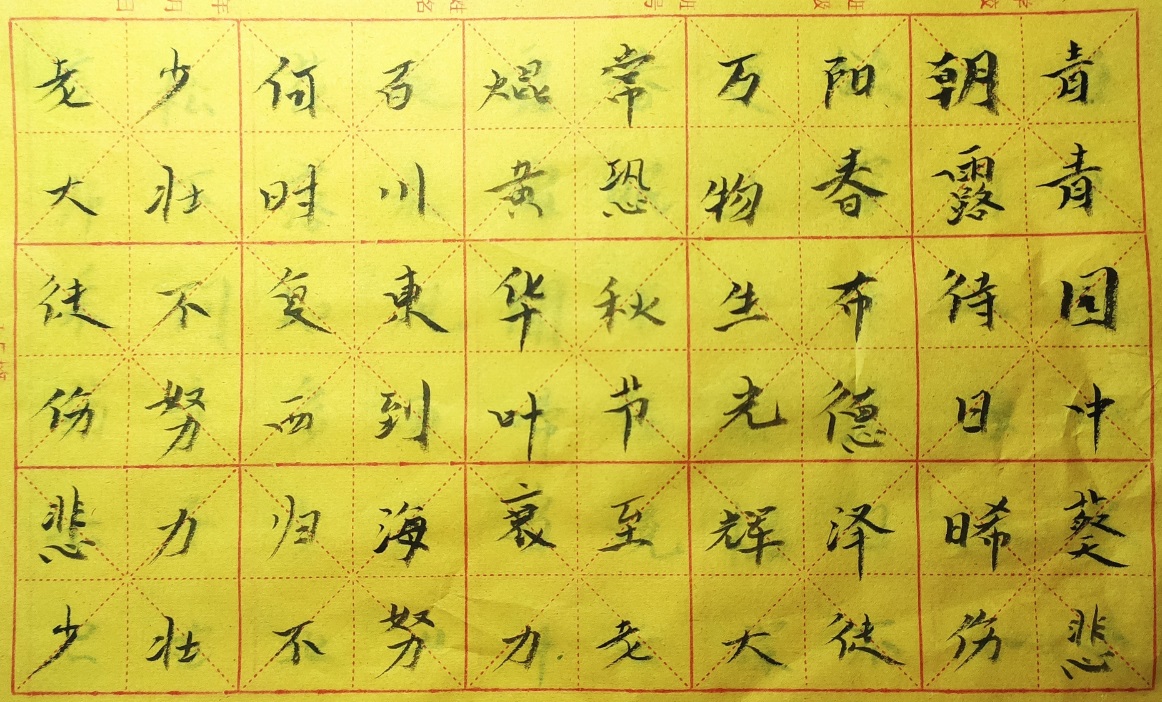 青青园中葵悲
朝露待日晞伤
阳春布德泽徒
万物生光辉大
常恐秋节至老
焜黄华叶衰力
百川東到海努
何时复西归不
少壮不努力壮
老大徒伤悲少